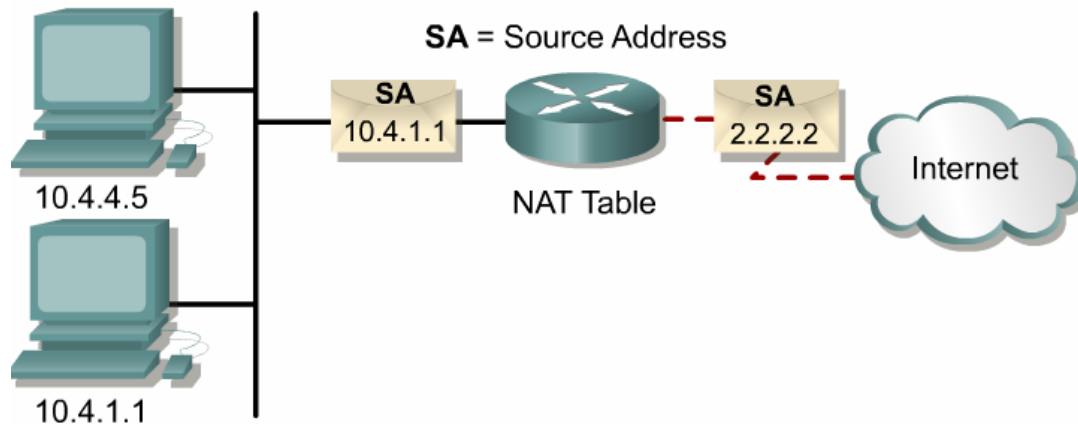 SA = Source Address
SA
10.4.1.1
SA
2.2.2.2
Internet
NAT Table
10.4.4.5
10.4.1.1